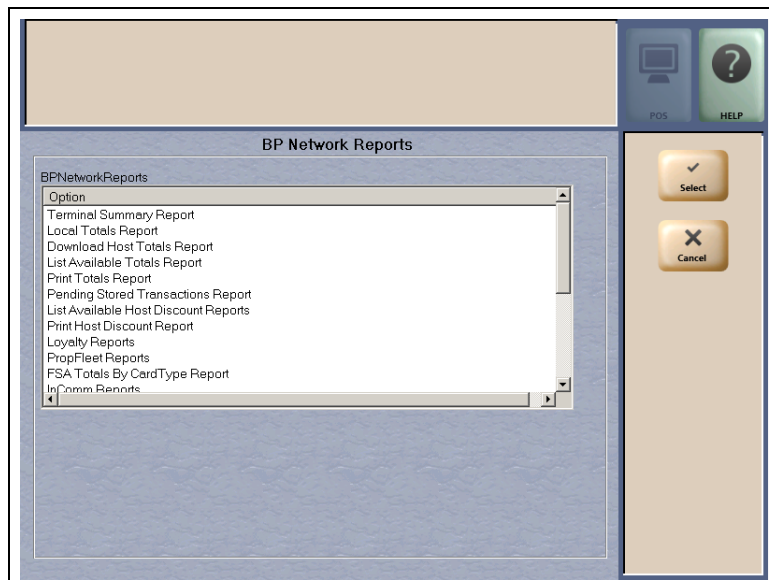 POS
HELP
BP Network Reports
BPNetworkReports
Option
Terminal Summary Report
Local Totals Report
Download Host Totals Report
List Available Totals Report
Print Totals Report
Pending Stored Transactions Report
List Available Host Discount Reports
Print Host Discount Report
Loyalty Reports
PropFleet Reports
FSA Totals By CardType Report
InComm Reports
Select
Cancel